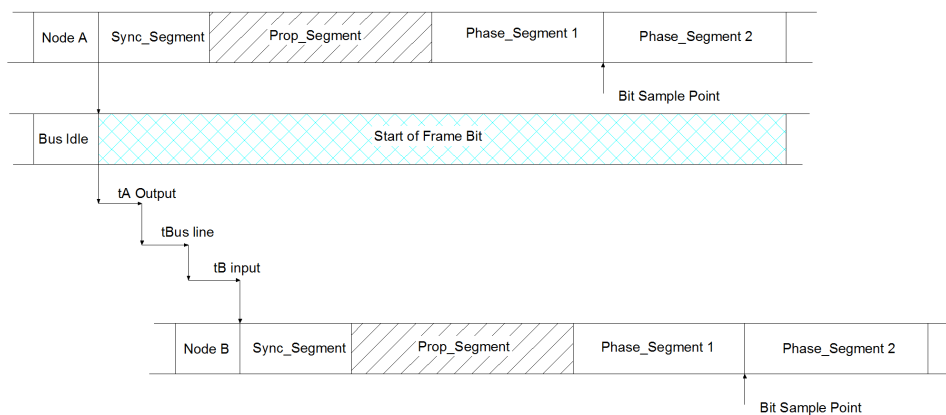 Node A Sync_Segment Prop_Segment Phase_Segment 1 Phase_Segment 2
Bit Sample Point
Bus Idle Start of Frame Bit
tA Output
tBus line
tB input
Node B Sync_Segment Prop_Segment Phase_Segment 1 Phase_Segment 2
Bit Sample Point